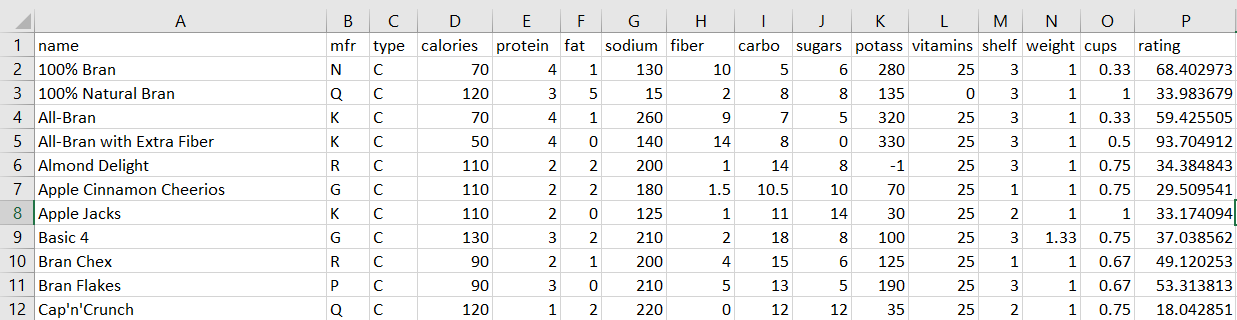 A B C D E F G H I J K L M N O P
1 name mfr type calories protein fat sodium fiber carbo sugars potass vitamins shelf weight cups rating
2 100% Bran N C 70 4 1 130 10 5 6 280 25 3 1 0.33 68.402973
3 100% Natural Bran Q C 120 3 5 15 2 8 8 135 0 3 1 1 33.983679
4 All-Bran K C 70 4 1 260 9 7 5 320 25 3 1 0.33 59.425505
5 All-Bran with Extra Fiber K C 50 4 0 140 14 8 0 330 25 3 1 0.5 93.704912
6 Almond Delight R C 110 2 2 200 1 14 8 -1 25 3 1 0.75 34.384843
7 Apple Cinnamon Cheerios G C 110 2 2 180 1.5 10.5 10 70 25 1 1 0.75 29.509541
8 Apple Jacks K C 110 2 0 125 1 11 14 30 25 2 1 1 33.174094
9 Basic 4 G C 130 3 2 210 2 18 8 100 25 3 1.33 0.75 37.038562
10 Bran Chex R C 90 2 1 200 4 15 6 125 25 1 1 0.67 49.120253
11 Bran Flakes P C 90 3 0 210 5 13 5 190 25 3 1 0.67 53.313813
12 Cap'n'Crunch Q C 120 1 2 220 0 12 12 35 25 2 1 0.75 18.042851